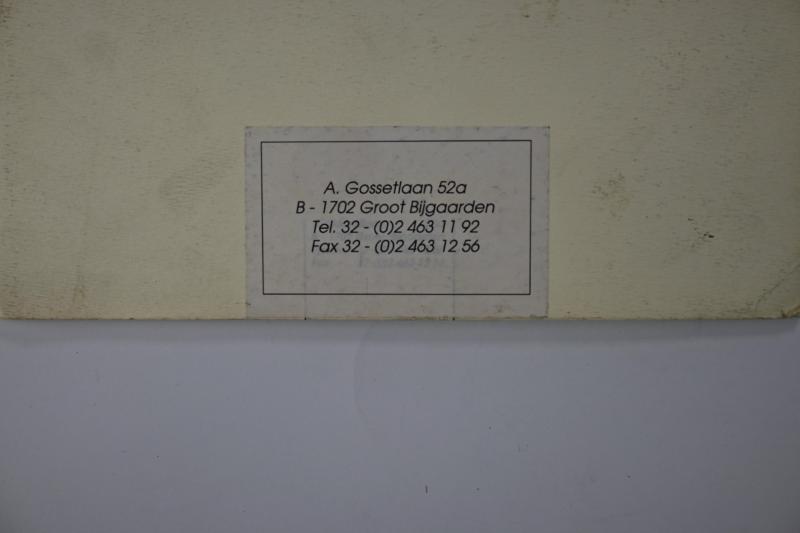 A. Gossetlaan 52a
B - 1702 Groot Bijgaarden
Tel. 32 - (0)2 463 11 92
Fax 32 - (0)2 463 12 56